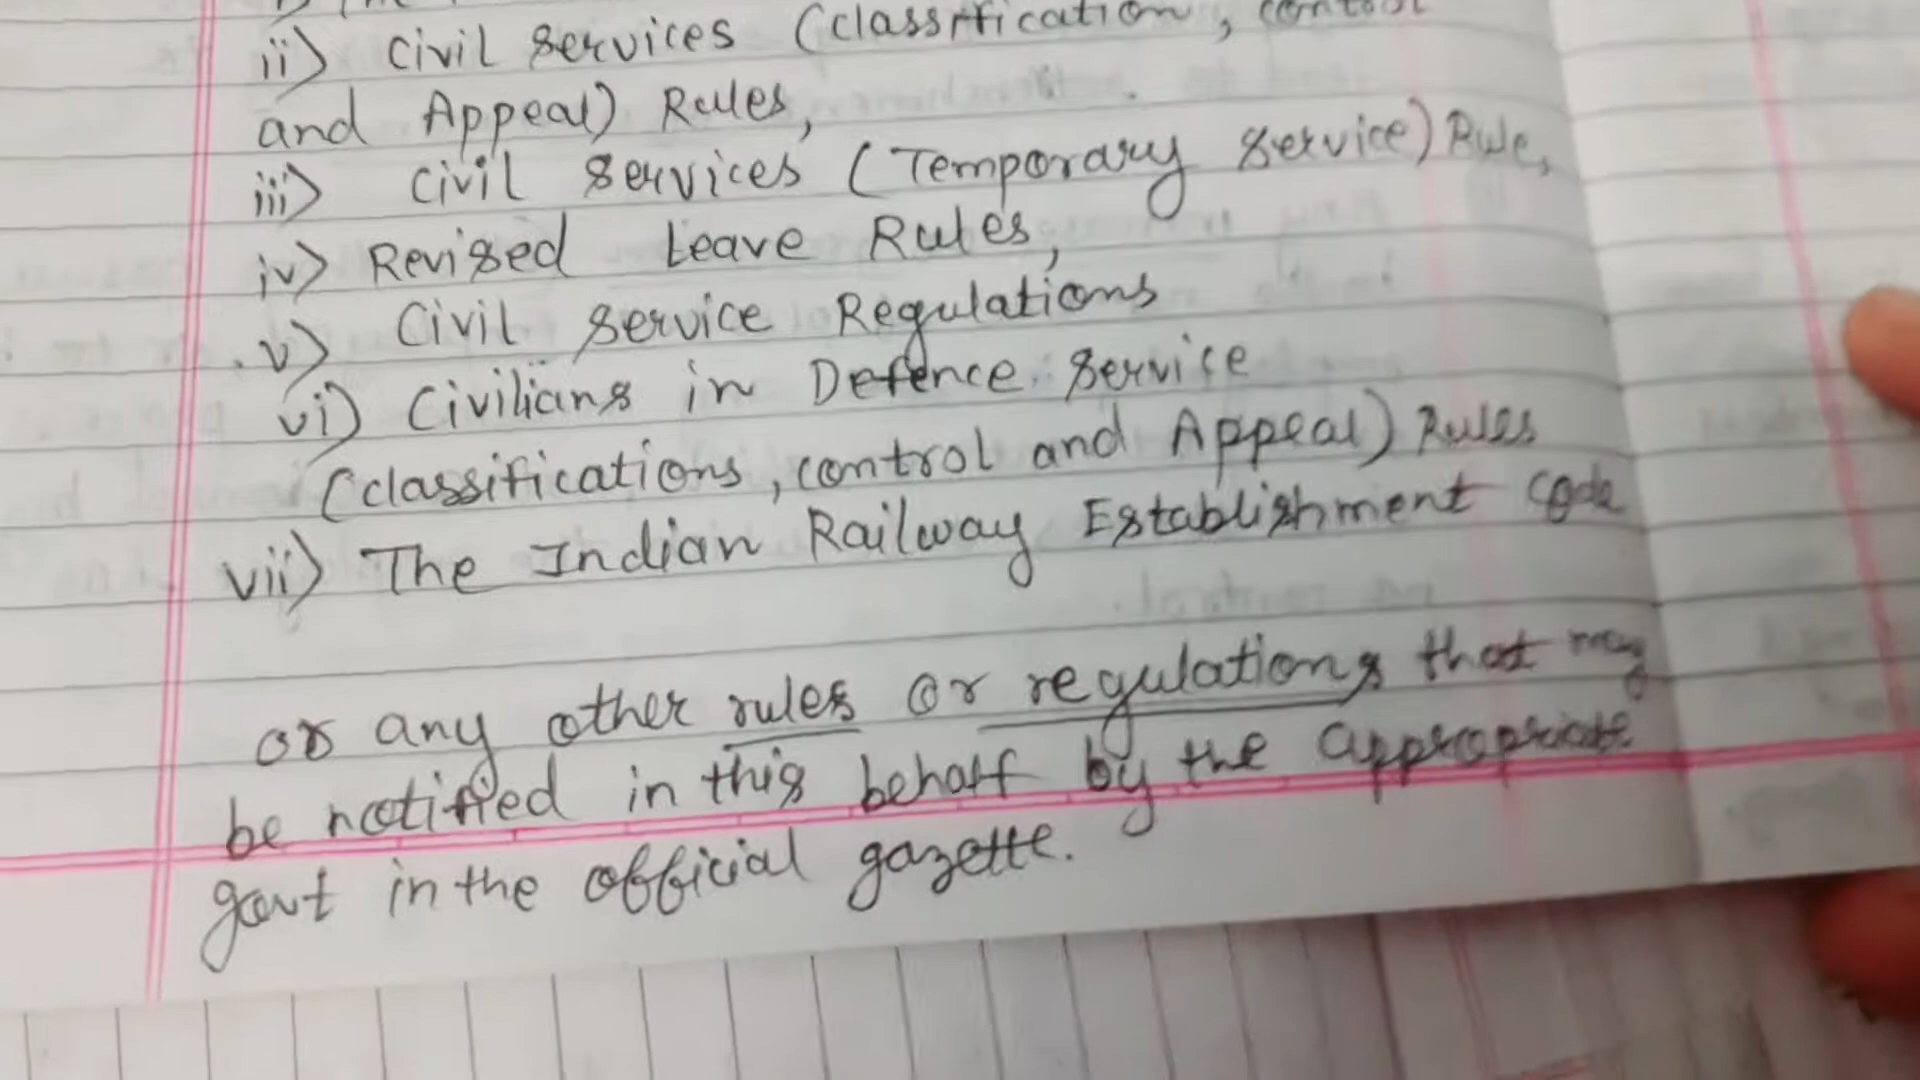 ii) Civil services (classification, control
and Appeal) Rules,
iii) Civil services (Temporary service) Rule,
iv) Revised Leave Rules,
v) Civil service Regulations
vi) Civilians in Defence service
(classifications, control and Appeal) Rules
vii) The Indian Railway Establishment code
or any other rules or regulations that may
be notified in this behalf by the appropriate
govt in the official gazette.